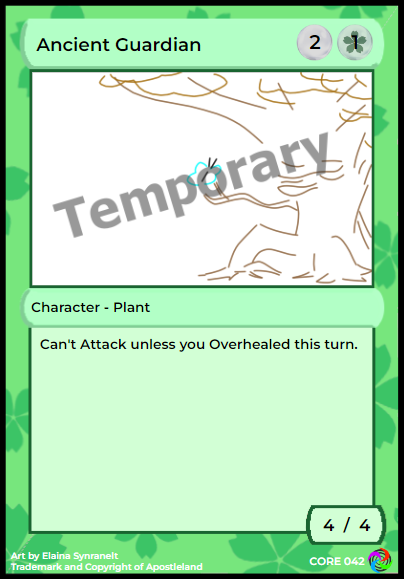 Ancient Guardian
2 1
Temporary
Character - Plant
Can't Attack unless you Overhealed this turn.
4 / 4
Art by Elaina Synranelt
Trademark and Copyright of Apostleland
CORE 042